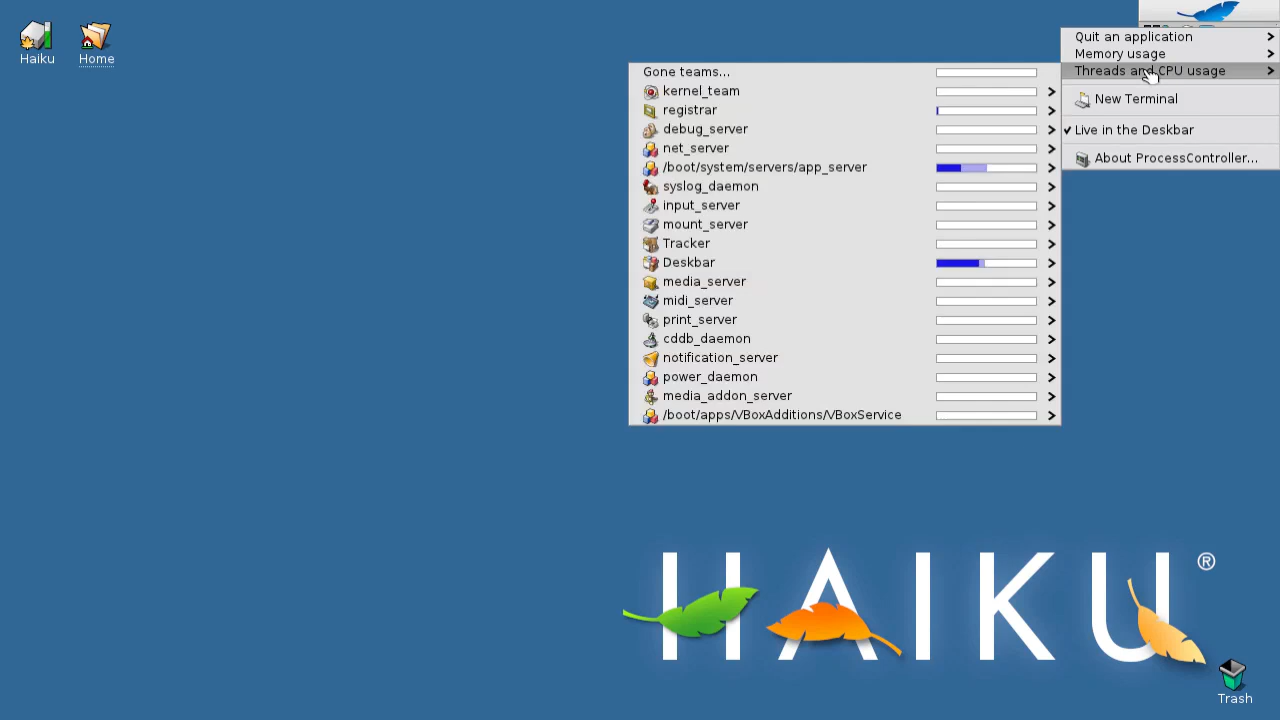 Haiku
Home
Quit an application
Memory usage
Threads and CPU usage
New Terminal
Live in the Deskbar
About ProcessController...
Gone teams...
kernel_team
registrar
debug_server
net_server
/boot/system/servers/app_server
syslog_daemon
input_server
mount_server
Tracker
Deskbar
media_server
midi_server
print_server
cddb_daemon
notification_server
power_daemon
media_addon_server
/boot/apps/VBoxAdditions/VBoxService
HAIKU®
Trash